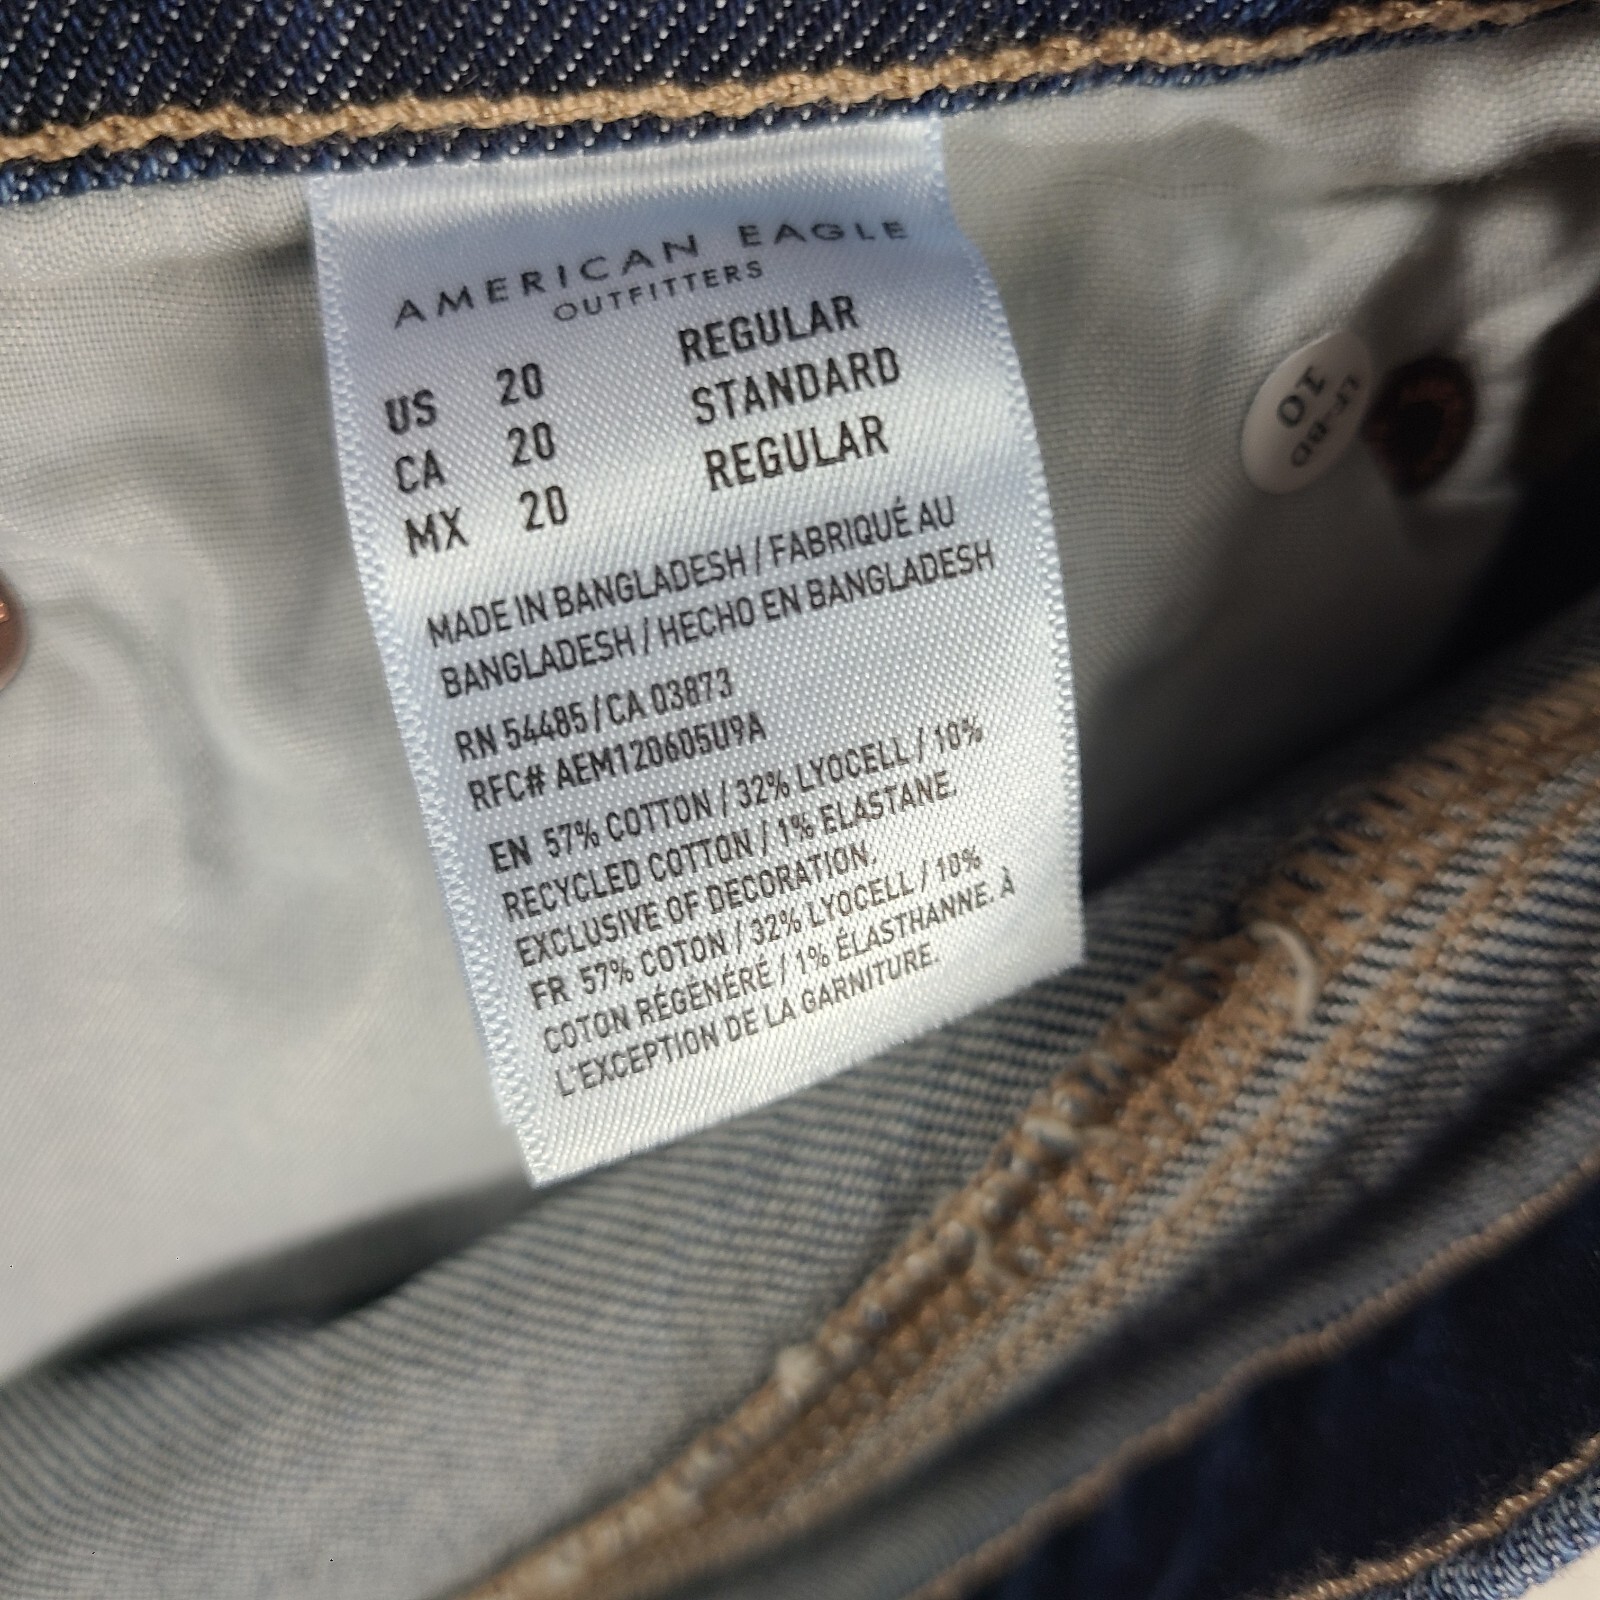 AMERICAN EAGLE
OUTFITTERS
US 20 REGULAR
CA 20 STANDARD
MX 20 REGULAR
MADE IN BANGLADESH / FABRIQUÉ AU
BANGLADESH / HECHO EN BANGLADESH
RN 54485 / CA 03873
RFC# AEM120605U9A
EN 57% COTTON / 32% LYOCELL / 10%
RECYCLED COTTON / 1% ELASTANE.
EXCLUSIVE OF DECORATION.
FR 57% COTON / 32% LYOCELL / 10%
COTON RÉGÉNÉRÉ / 1% ÉLASTHANNE. À
L'EXCEPTION DE LA GARNITURE.
10